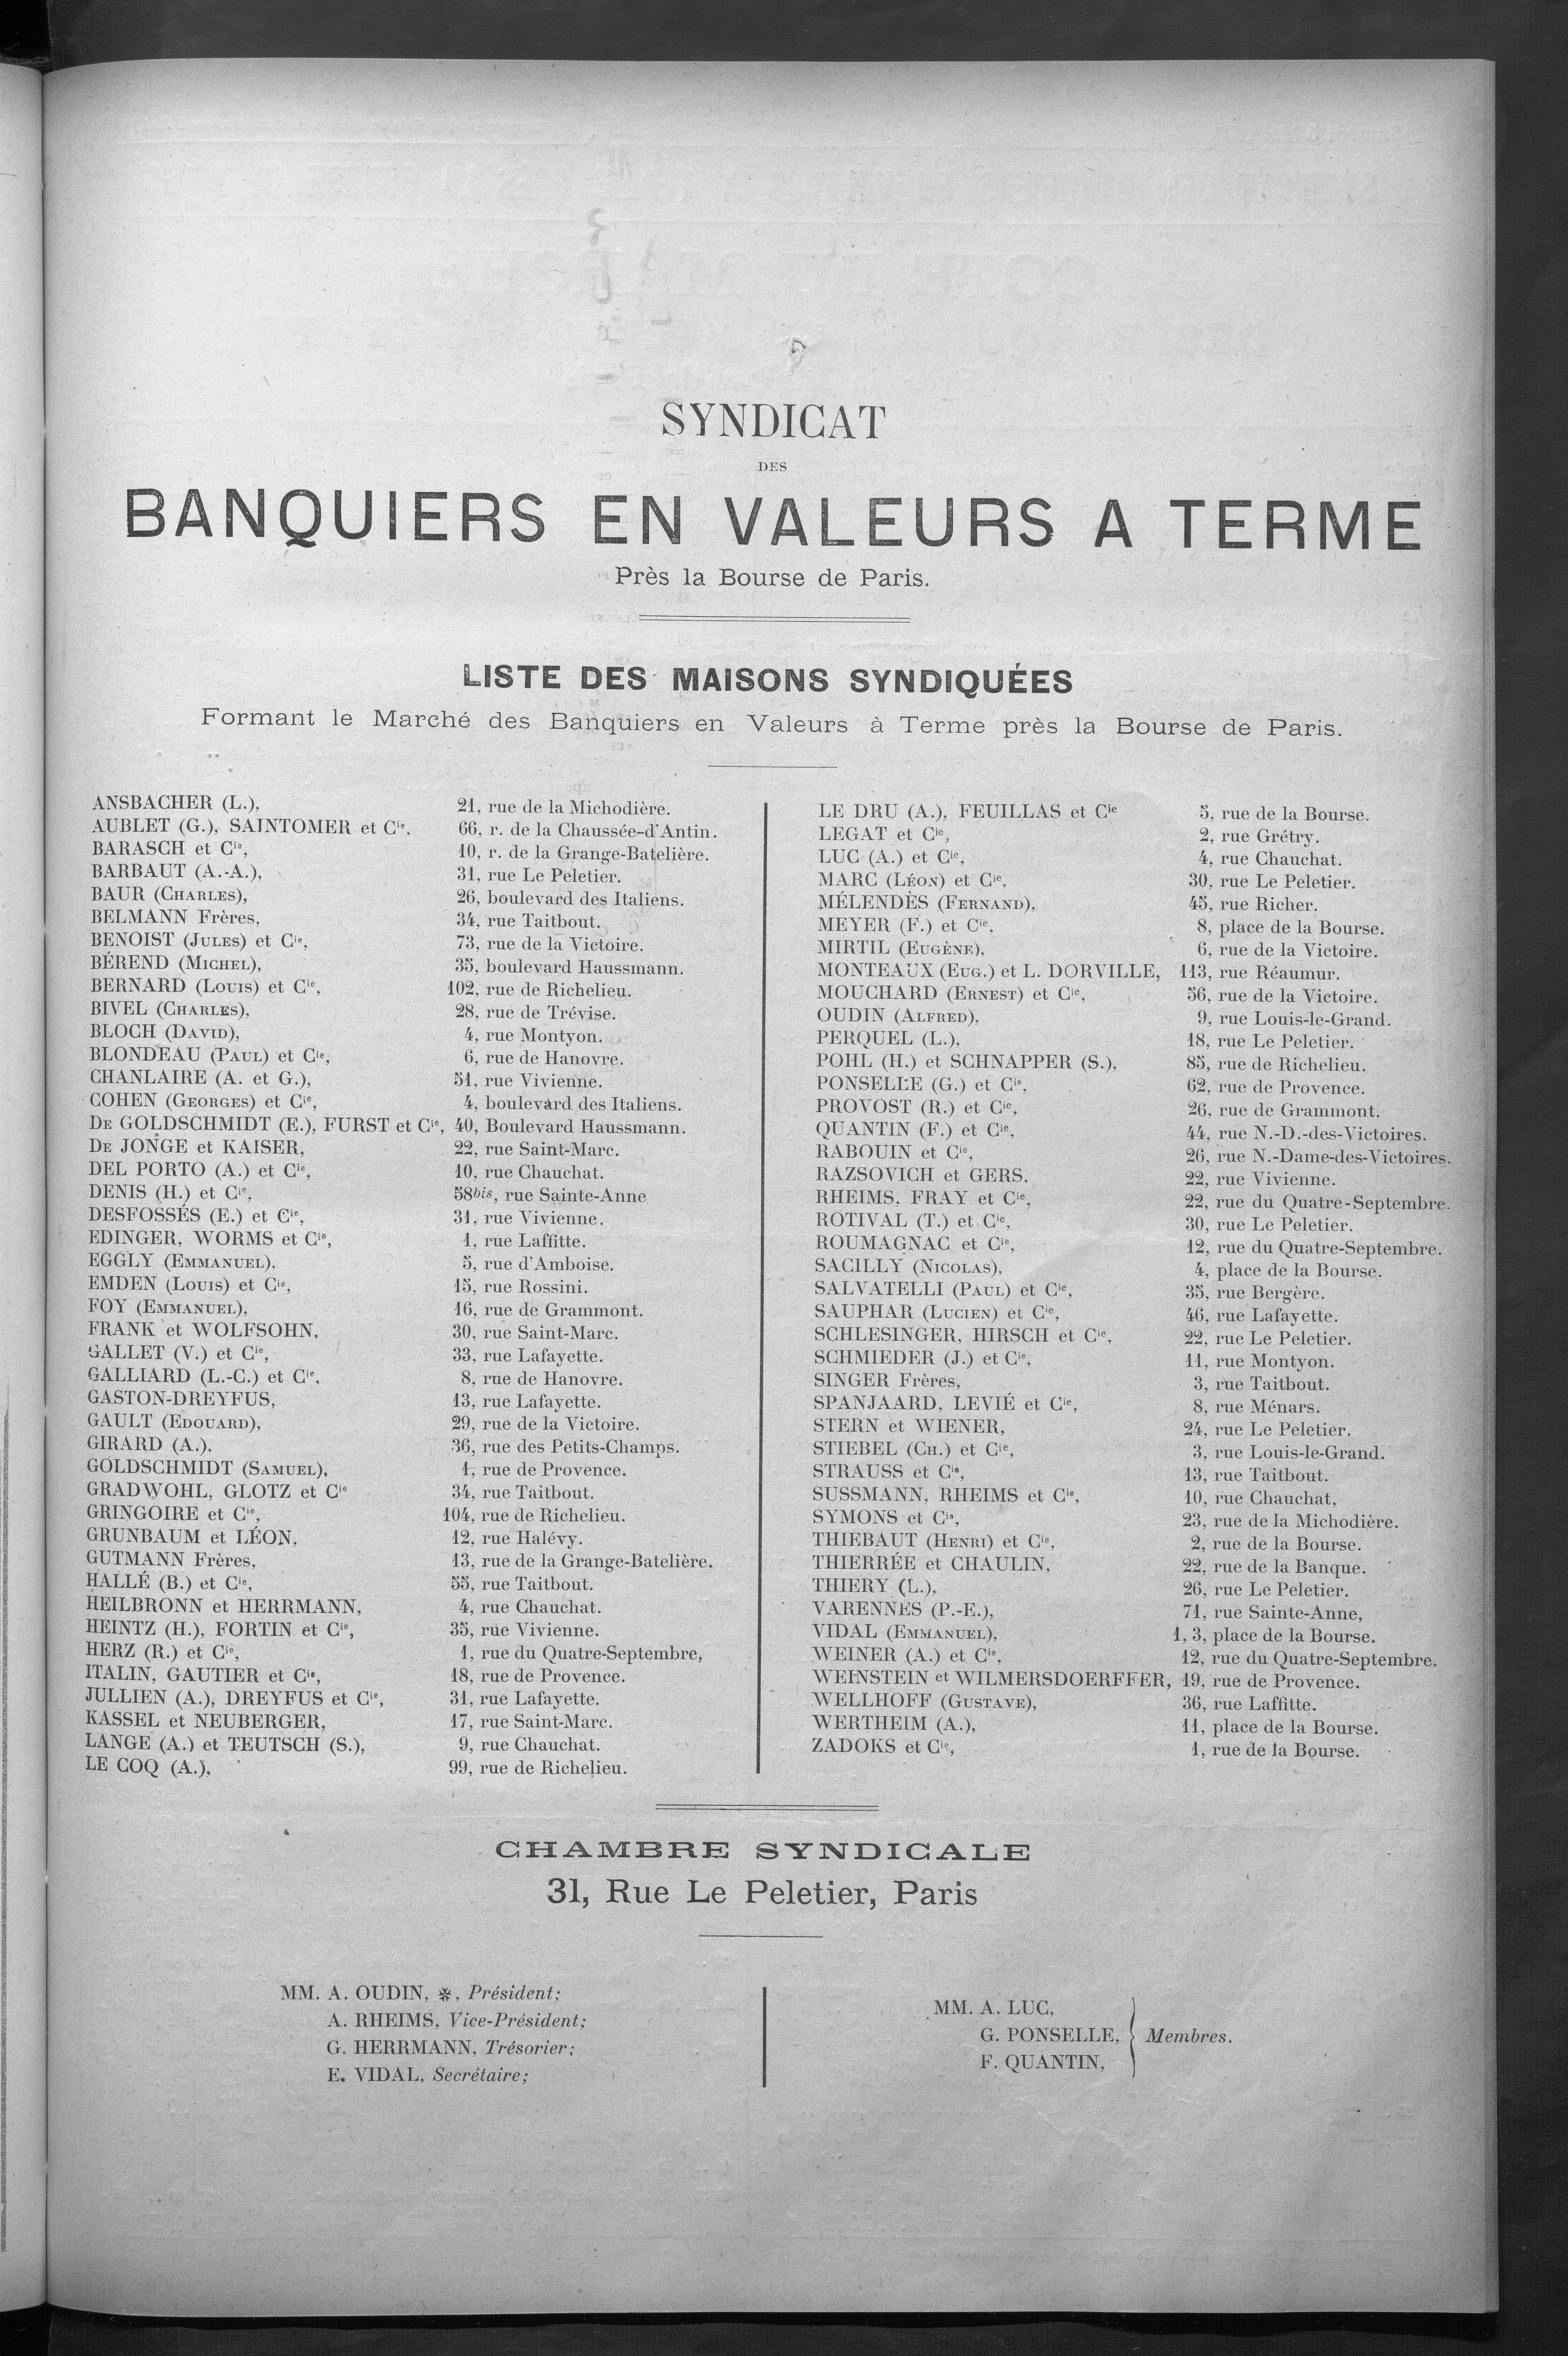 SYNDICAT
DES
BANQUIERS EN VALEURS A TERME
Près la Bourse de Paris.
LISTE DES MAISONS SYNDIQUÉES
Formant le Marché des Banquiers en Valeurs à Terme près la Bourse de Paris.
ANSBACHER (L.), 21, rue de la Michodière.
AUBLET (G.), SAINTOMER et Cie. 66, r. de la Chaussée-d'Antin.
BARASCH et Cie, 10, r. de la Grange-Batelière.
BARBAUT (A.-A.), 31, rue Le Peletier.
BAUR (CHARLES), 26, boulevard des Italiens.
BELMANN Frères, 34, rue Taitbout.
BENOIST (JULES) et Cie, 73, rue de la Victoire.
BÉREND (MICHEL), 35, boulevard Haussmann.
BERNARD (LOUIS) et Cie, 102, rue de Richelieu.
BIVEL (CHARLES), 28, rue de Trévise.
BLOCH (DAVID), 4, rue Montyon.
BLONDEAU (PAUL) et Cie, 6, rue de Hanovre.
CHANLAIRE (A. et G.), 51, rue Vivienne.
COHEN (GEORGES) et Cie, 4, boulevard des Italiens.
DE GOLDSCHMIDT (E.), FURST et Cie, 40, Boulevard Haussmann.
DE JONGE et KAISER, 22, rue Saint-Marc.
DEL PORTO (A.) et Cie, 10, rue Chauchat.
DENIS (H.) et Cie, 58bis, rue Sainte-Anne
DESFOSSÉS (E.) et Cie, 31, rue Vivienne.
EDINGER, WORMS et Cie, 1, rue Laffitte.
EGGLY (EMMANUEL), 5, rue d'Amboise.
EMDEN (LOUIS) et Cie, 15, rue Rossini.
FOY (EMMANUEL), 16, rue de Grammont.
FRANK et WOLFSOHN, 30, rue Saint-Marc.
GALLET (V.) et Cie, 33, rue Lafayette.
GALLIARD (L.-C.) et Cie, 8, rue de Hanovre.
GASTON-DREYFUS, 13, rue Lafayette.
GAULT (EDOUARD), 29, rue de la Victoire.
GIRARD (A.), 36, rue des Petits-Champs.
GOLDSCHMIDT (SAMUEL), 1, rue de Provence.
GRADWOHL, GLOTZ et Cie 34, rue Taitbout.
GRINGOIRE et Cie, 104, rue de Richelieu.
GRUNBAUM et LÉON, 12, rue Halévy.
GUTMANN Frères, 13, rue de la Grange-Batelière.
HALLÉ (B.) et Cie, 55, rue Taitbout.
HEILBRONN et HERRMANN, 4, rue Chauchat.
HEINTZ (H.), FORTIN et Cie, 35, rue Vivienne.
HERZ (R.) et Cie, 1, rue du Quatre-Septembre,
ITALIN, GAUTIER et Cie, 18, rue de Provence.
JULLIEN (A.), DREYFUS et Cie, 31, rue Lafayette.
KASSEL et NEUBERGER, 17, rue Saint-Marc.
LANGE (A.) et TEUTSCH (S.), 9, rue Chauchat.
LE COQ (A.), 99, rue de Richelieu.
LE DRU (A.), FEUILLAS et Cie 5, rue de la Bourse.
LEGAT et Cie, 2, rue Grétry.
LUC (A.) et Cie, 4, rue Chauchat.
MARC (LÉON) et Cie, 30, rue Le Peletier.
MÉLENDÈS (FERNAND), 45, rue Richer.
MEYER (F.) et Cie, 8, place de la Bourse.
MIRTIL (EUGÈNE), 6, rue de la Victoire.
MONTEAUX (EUG.) et L. DORVILLE, 113, rue Réaumur.
MOUCHARD (ERNEST) et Cie, 56, rue de la Victoire.
OUDIN (ALFRED), 9, rue Louis-le-Grand.
PERQUEL (L.), 18, rue Le Peletier.
POHL (H.) et SCHNAPPER (S.), 85, rue de Richelieu.
PONSELLE (G.) et Cie, 62, rue de Provence.
PROVOST (R.) et Cie, 26, rue de Grammont.
QUANTIN (F.) et Cie, 44, rue N.-D.-des-Victoires.
RABOUIN et Cie, 26, rue N.-Dame-des-Victoires.
RAZSOVICH et GERS, 22, rue Vivienne.
RHEIMS, FRAY et Cie, 22, rue du Quatre-Septembre.
ROTIVAL (T.) et Cie, 30, rue Le Peletier.
ROUMAGNAC et Cie, 12, rue du Quatre-Septembre.
SACILLY (NICOLAS), 4, place de la Bourse.
SALVATELLI (PAUL) et Cie, 35, rue Bergère.
SAUPHAR (LUCIEN) et Cie, 46, rue Lafayette.
SCHLESINGER, HIRSCH et Cie, 22, rue Le Peletier.
SCHMIEDER (J.) et Cie, 11, rue Montyon.
SINGER Frères, 3, rue Taitbout.
SPANJAARD, LEVIÉ et Cie, 8, rue Ménars.
STERN et WIENER, 24, rue Le Peletier.
STIEBEL (CH.) et Cie, 3, rue Louis-le-Grand.
STRAUSS et Cie, 13, rue Taitbout.
SUSSMANN, RHEIMS et Cie, 10, rue Chauchat,
SYMONS et Cie, 23, rue de la Michodière.
THIEBAUT (HENRI) et Cie, 2, rue de la Bourse.
THIERRÉE et CHAULIN, 22, rue de la Banque.
THIERY (L.), 26, rue Le Peletier.
VARENNES (P.-E.), 71, rue Sainte-Anne,
VIDAL (EMMANUEL), 1, 3, place de la Bourse.
WEINER (A.) et Cie, 12, rue du Quatre-Septembre.
WEINSTEIN et WILMERSDOERFFER, 19, rue de Provence.
WELLHOFF (GUSTAVE), 36, rue Laffitte.
WERTHEIM (A.), 11, place de la Bourse.
ZADOKS et Cie, 1, rue de la Bourse.
CHAMBRE SYNDICALE
31, Rue Le Peletier, Paris
MM. A. OUDIN, ※, Président;
A. RHEIMS, Vice-Président;
G. HERRMANN, Trésorier;
E. VIDAL, Secrétaire;
MM. A. LUC,
G. PONSELLE, } Membres.
F. QUANTIN,